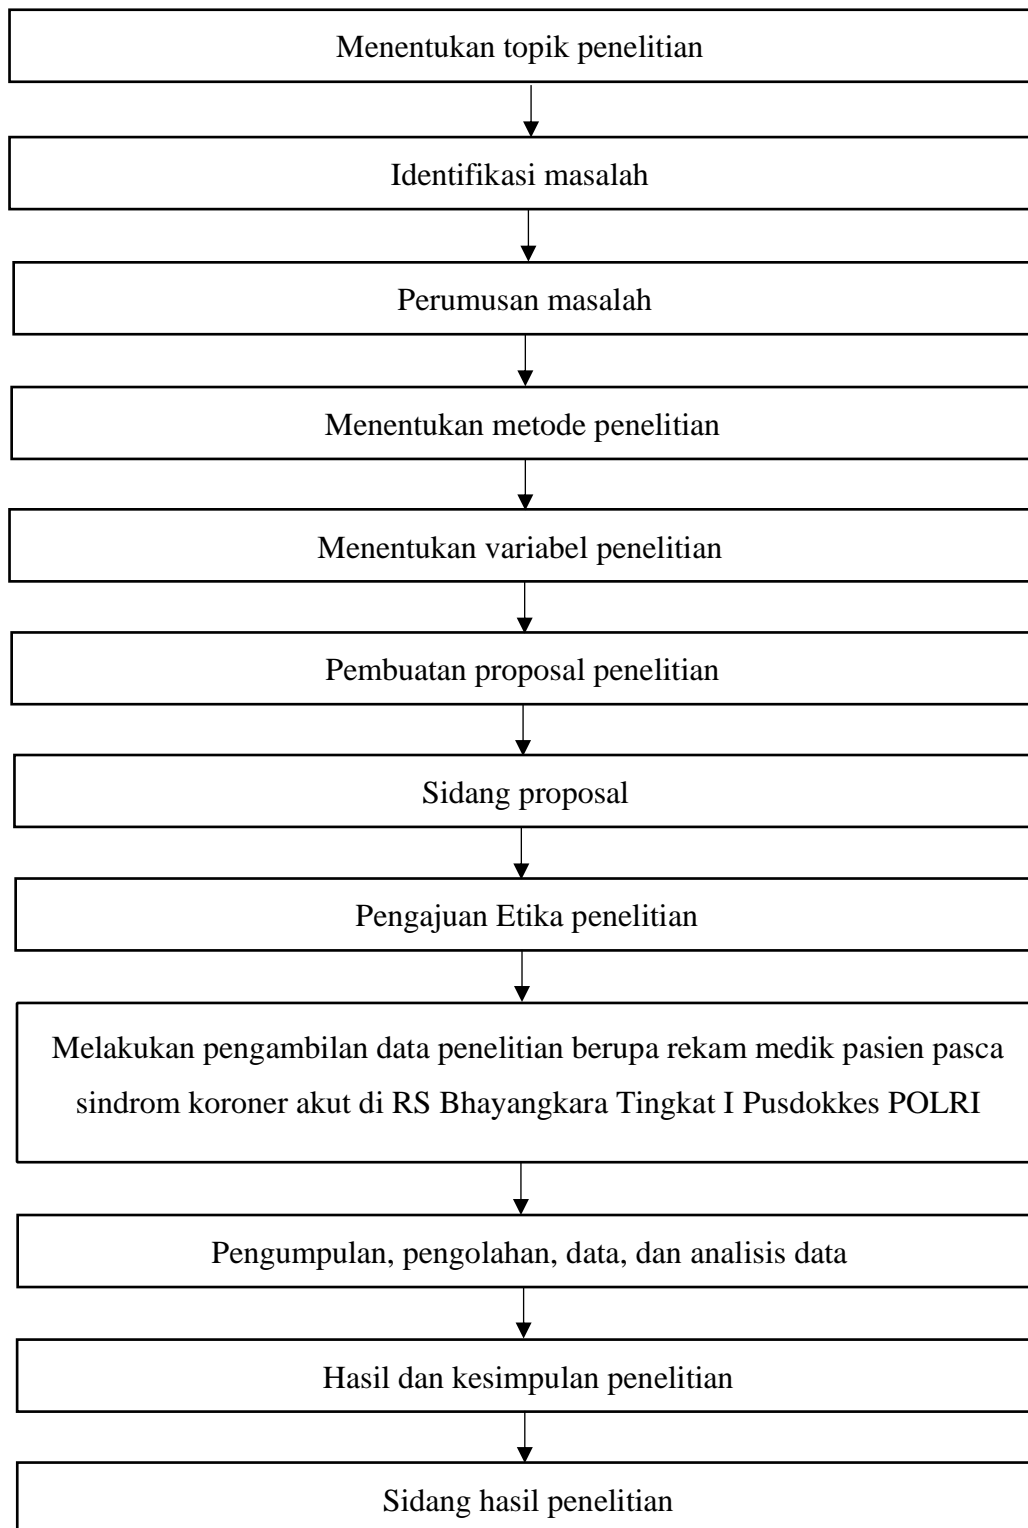 Menentukan topik penelitian
Identifikasi masalah
Perumusan masalah
Menentukan metode penelitian
Menentukan variabel penelitian
Pembuatan proposal penelitian
Sidang proposal
Pengajuan Etika penelitian
Melakukan pengambilan data penelitian berupa rekam medik pasien pasca
sindrom koroner akut di RS Bhayangkara Tingkat I Pusdokkes POLRI
Pengumpulan, pengolahan, data, dan analisis data
Hasil dan kesimpulan penelitian
Sidang hasil penelitian